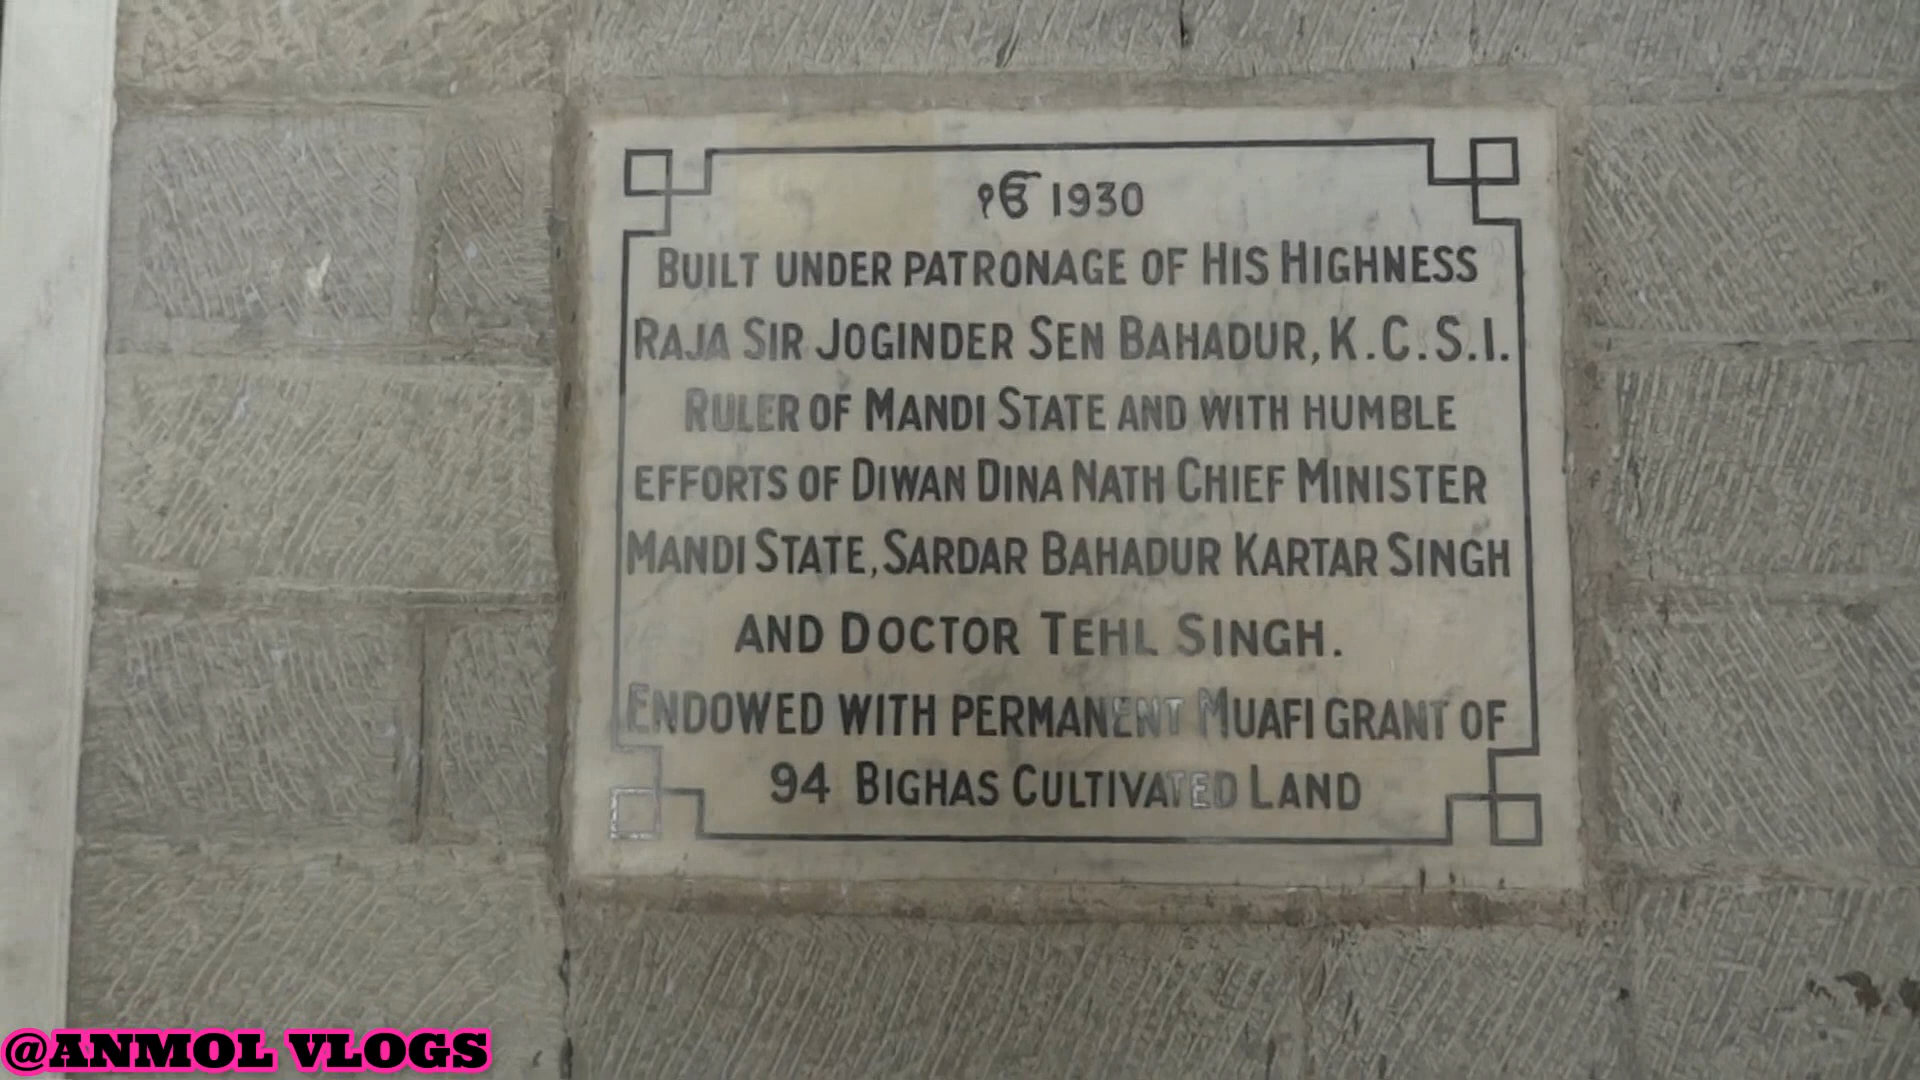 ੴ 1930
BUILT UNDER PATRONAGE OF HIS HIGHNESS
RAJA SIR JOGINDER SEN BAHADUR, K.C.S.I.
RULER OF MANDI STATE AND WITH HUMBLE
EFFORTS OF DIWAN DINA NATH CHIEF MINISTER
MANDI STATE, SARDAR BAHADUR KARTAR SINGH
AND DOCTOR TEHL SINGH.
ENDOWED WITH PERMANENT MUAFI GRANT OF
94 BIGHAS CULTIVATED LAND
@ANMOL VLOGS